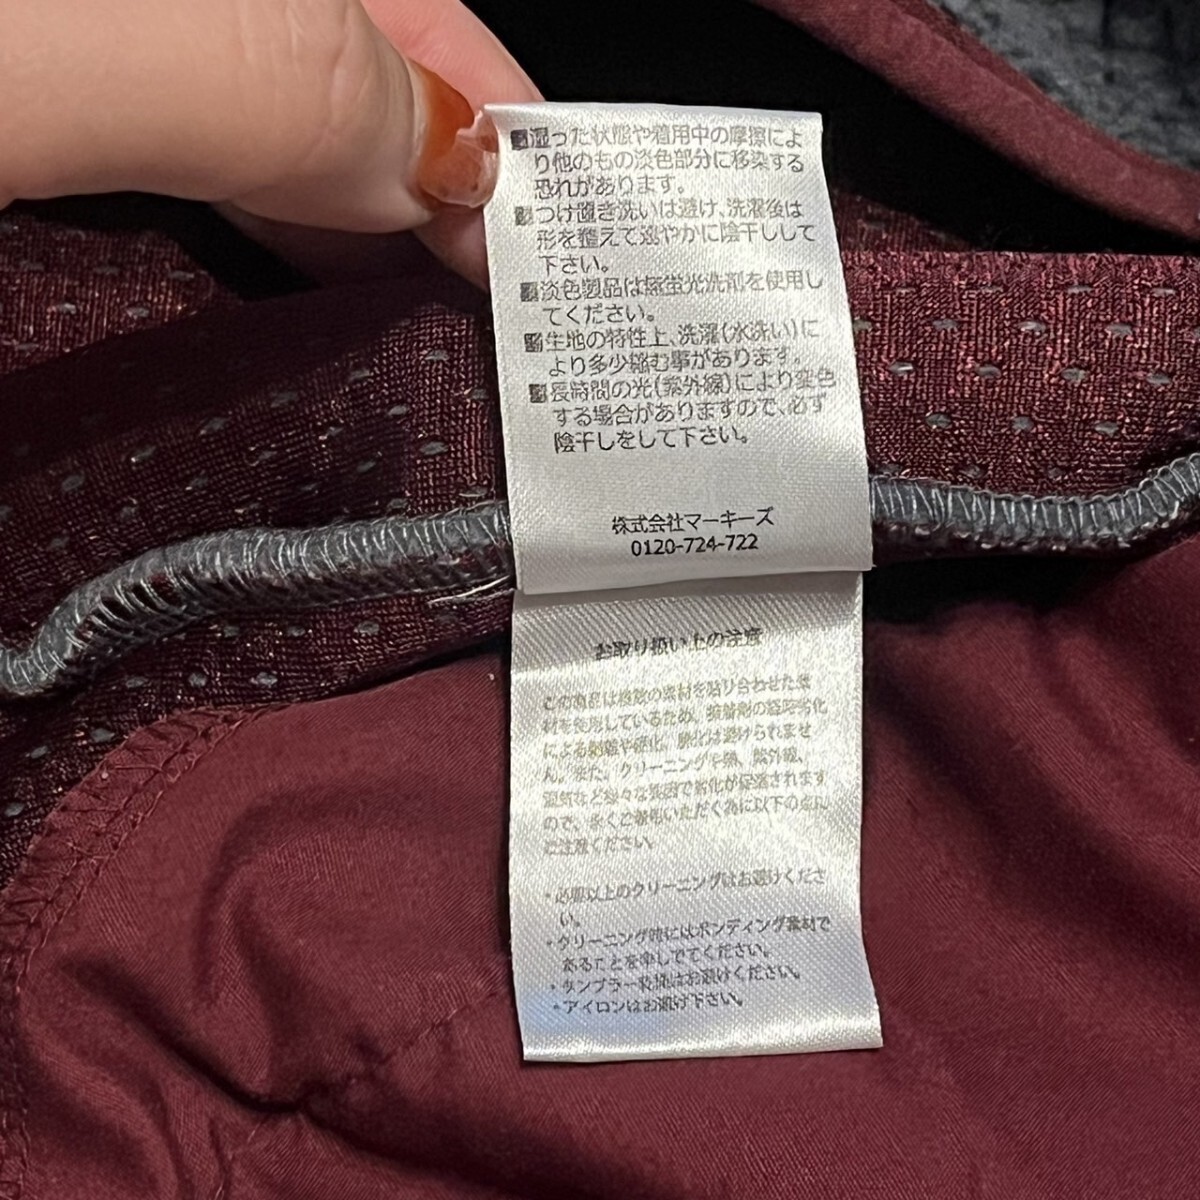 ■湿った状態や着用中の摩擦によ
り他のもの淡色部分に移染する
恐れがあります。
■つけ置き洗いは避け、洗濯後は
形を整えて速やかに陰干しして
下さい。
■淡色製品は無蛍光洗剤を使用し
てください。
■生地の特性上、洗濯(水洗い)に
より多少縮む事があります。
■長時間の光(紫外線)により変色
する場合がありますので、必ず
陰干しをして下さい。
株式会社マーキーズ
0120-724-722
お取り扱い上の注意
この商品は複数の素材を貼り合わせた素
材を使用しているため、接着剤の経年劣化
による剥離や硬化、脆化は避けられませ
ん。また、クリーニングや熱、紫外線、
湿気など様々な要因で劣化が促進されます
ので、永くご着用いただく為に以下の点に
ご注意ください。
・必要以上のクリーニングはお避けくださ
い。
・クリーニング時にはボンディング素材で
あることを申しでてください。
・タンブラー乾燥はお避けください。
・アイロンはお避け下さい。